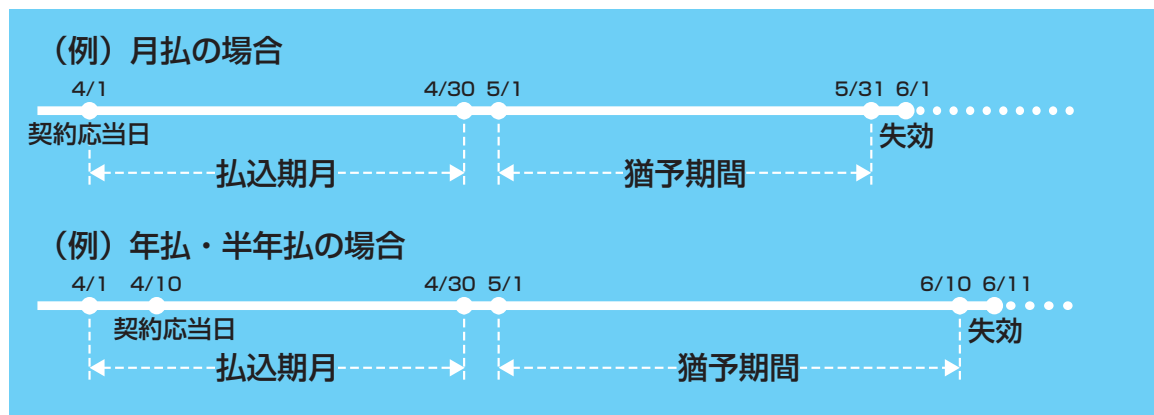 （例）月払の場合
4/1 4/30 5/1 5/31 6/1
契約応当日 失効
払込期月 猶予期間
（例）年払・半年払の場合
4/1 4/10 4/30 5/1 6/10 6/11
契約応当日 失効
払込期月 猶予期間